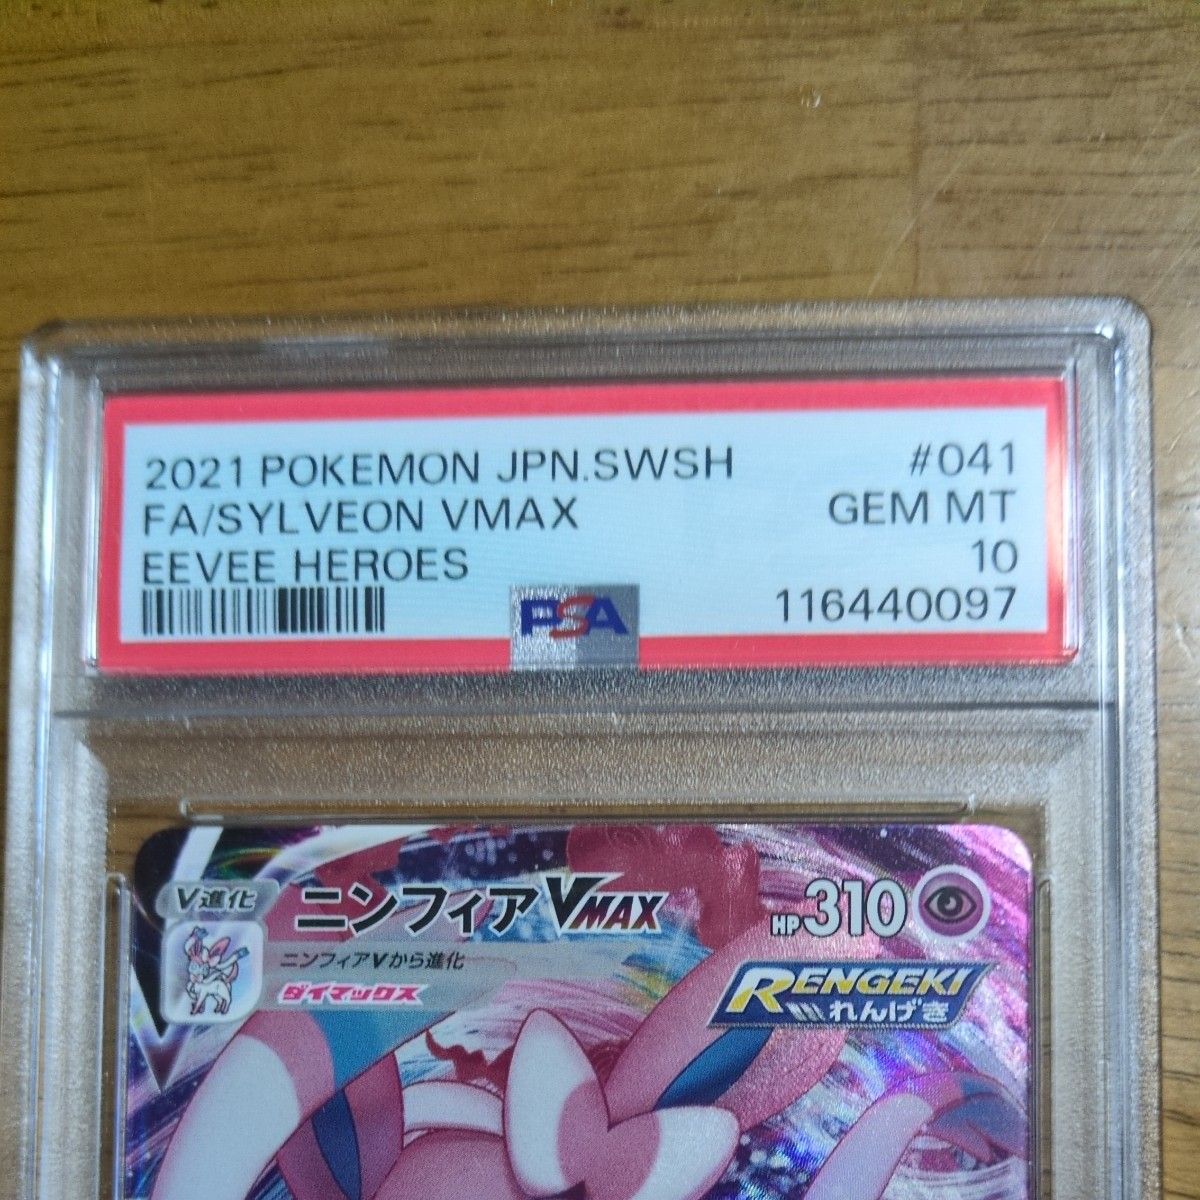 2021 POKEMON JPN.SWSH #041
FA/SYLVEON VMAX GEM MT
EEVEE HEROES 10
PSA 116440097
V進化 ニンフィアVMAX HP310
ニンフィアVから進化
ダイマックス
RENGEKI
れんげき